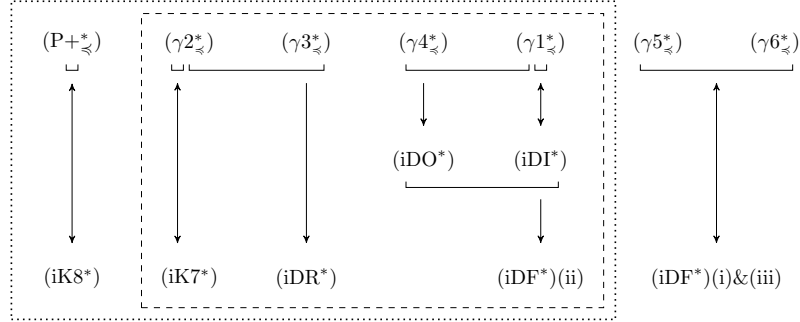 (P+*≼) (γ2*≼) (γ3*≼) (γ4*≼) (γ1*≼) (γ5*≼) (γ6*≼)
(iDO*) (iDI*)
(iK8*) (iK7*) (iDR*) (iDF*)(ii) (iDF*)(i)&(iii)